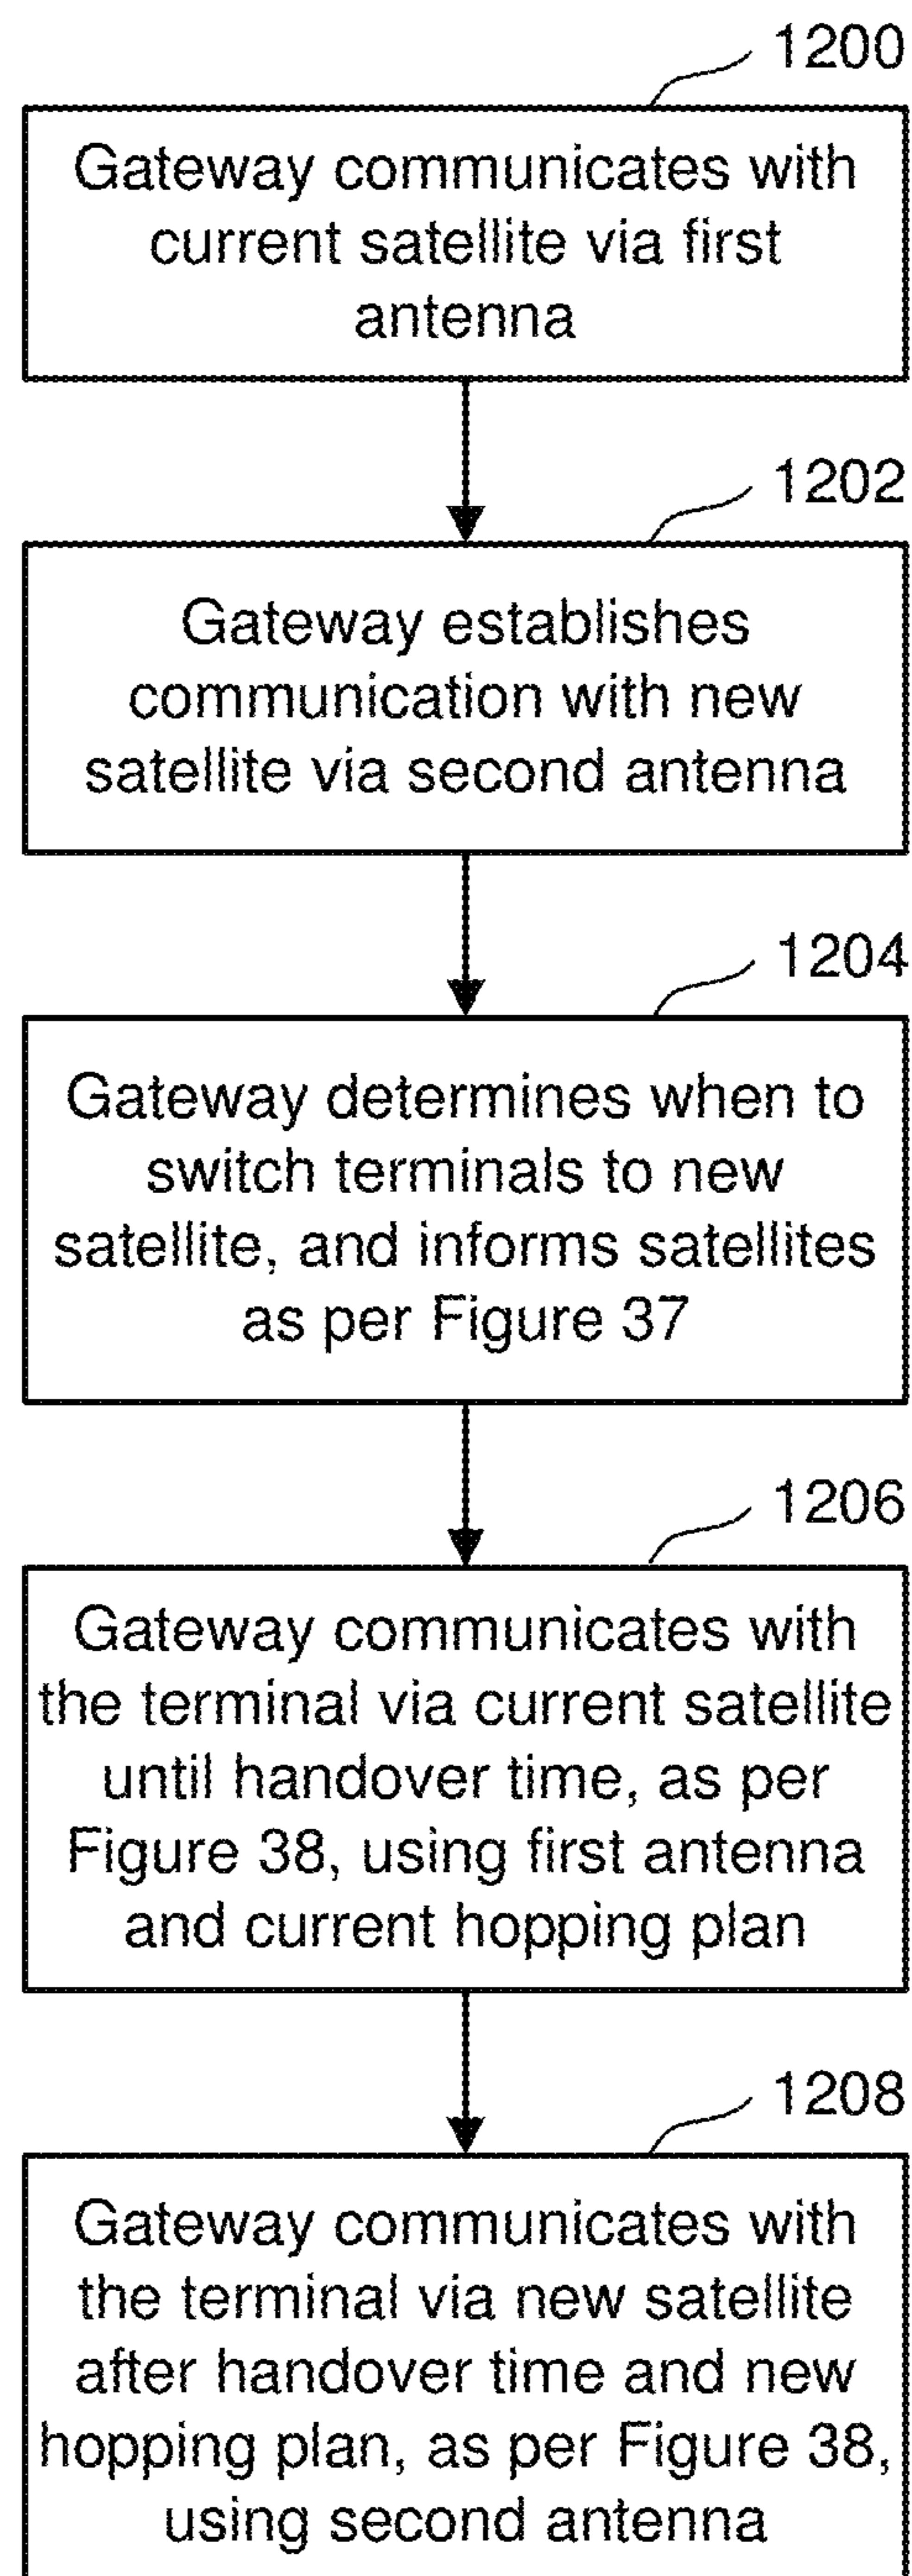 1200
Gateway communicates with
current satellite via first
antenna
1202
Gateway establishes
communication with new
satellite via second antenna
1204
Gateway determines when to
switch terminals to new
satellite, and informs satellites
as per Figure 37
1206
Gateway communicates with
the terminal via current satellite
until handover time, as per
Figure 38, using first antenna
and current hopping plan
1208
Gateway communicates with
the terminal via new satellite
after handover time and new
hopping plan, as per Figure 38,
using second antenna